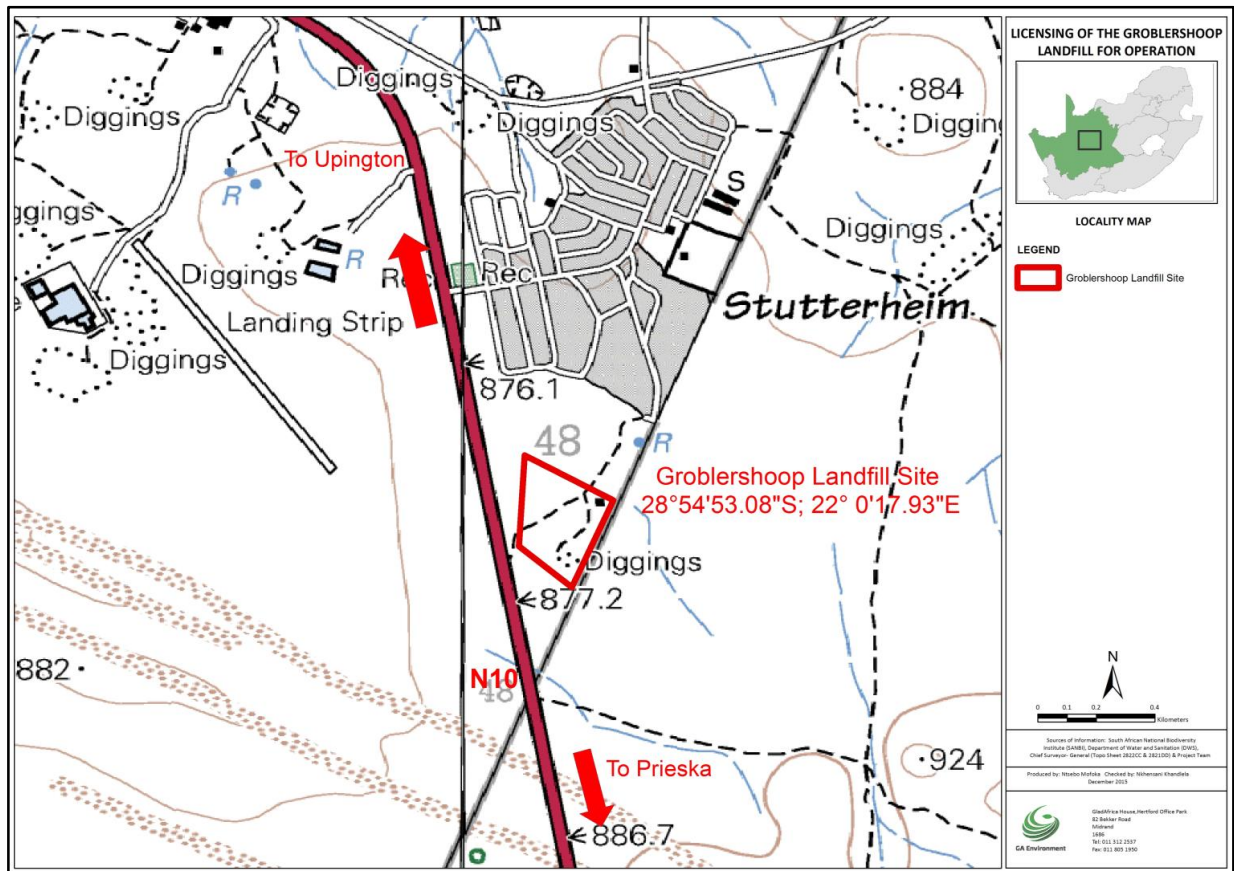 LICENSING OF THE GROBLERSHOOP
LANDFILL FOR OPERATION
LOCALITY MAP
LEGEND
Groblershoop Landfill Site
N
0 0.1 0.2 0.4
Kilometers
Sources of Information: South African National Biodiversity
Institute (SANBI), Department of Water and Sanitation (DWS),
Chief Surveyor- General (Topo Sheet 2822CC & 2821DD) & Project Team
Produced by: Ntsebo Mofoka Checked by: Nkhensani Khandlela
December 2015
GA Environment
GladAfrica House,Hertford Office Park
82 Bekker Road
Midrand
1686
Tel: 011 312 2537
Fax: 011 805 1950
Diggings
884
Diggings
Diggings
Diggings
To Upington
R
S
ggings
Diggings
Diggings
R
Rec
Rec
Landing Strip
Stutterheim
Diggings
876.1
48
R
Groblershoop Landfill Site
28°54'53.08"S; 22° 0'17.93"E
Diggings
877.2
882
N10
48
To Prieska
924
886.7